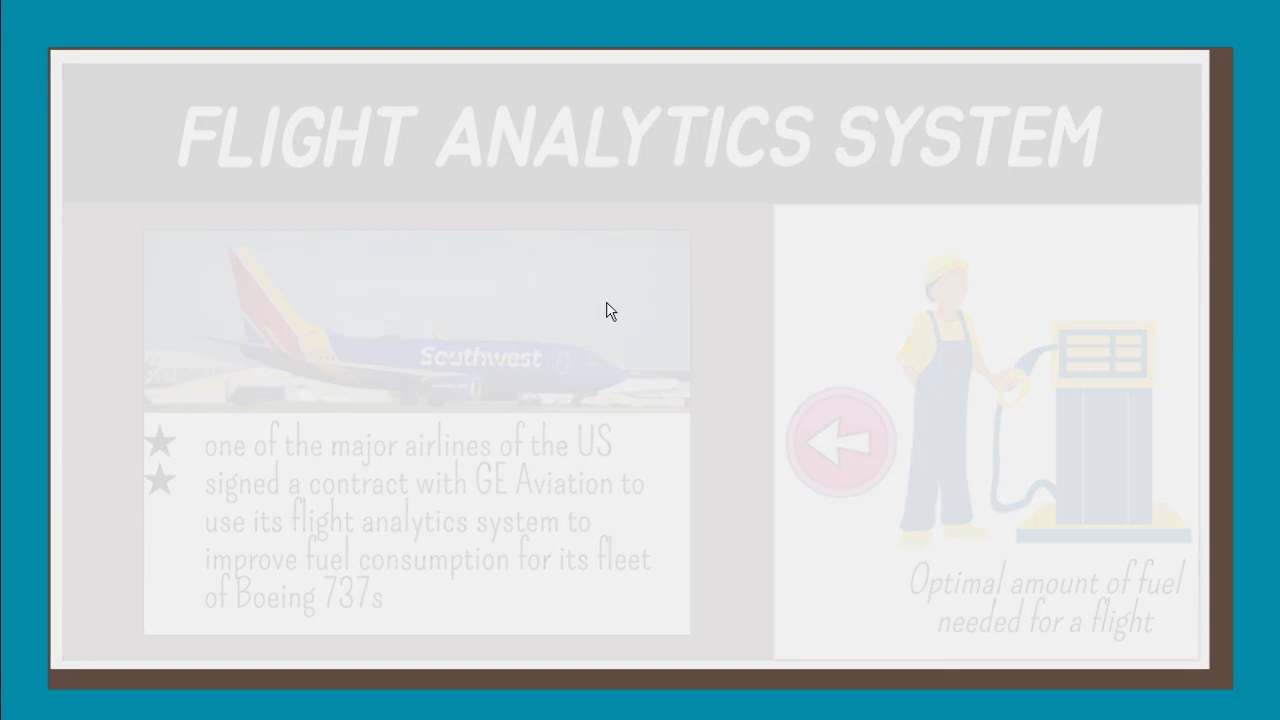 FLIGHT ANALYTICS SYSTEM
Southwest
one of the major airlines of the US
signed a contract with GE Aviation to
use its flight analytics system to
improve fuel consumption for its fleet
of Boeing 737s
Optimal amount of fuel
needed for a flight